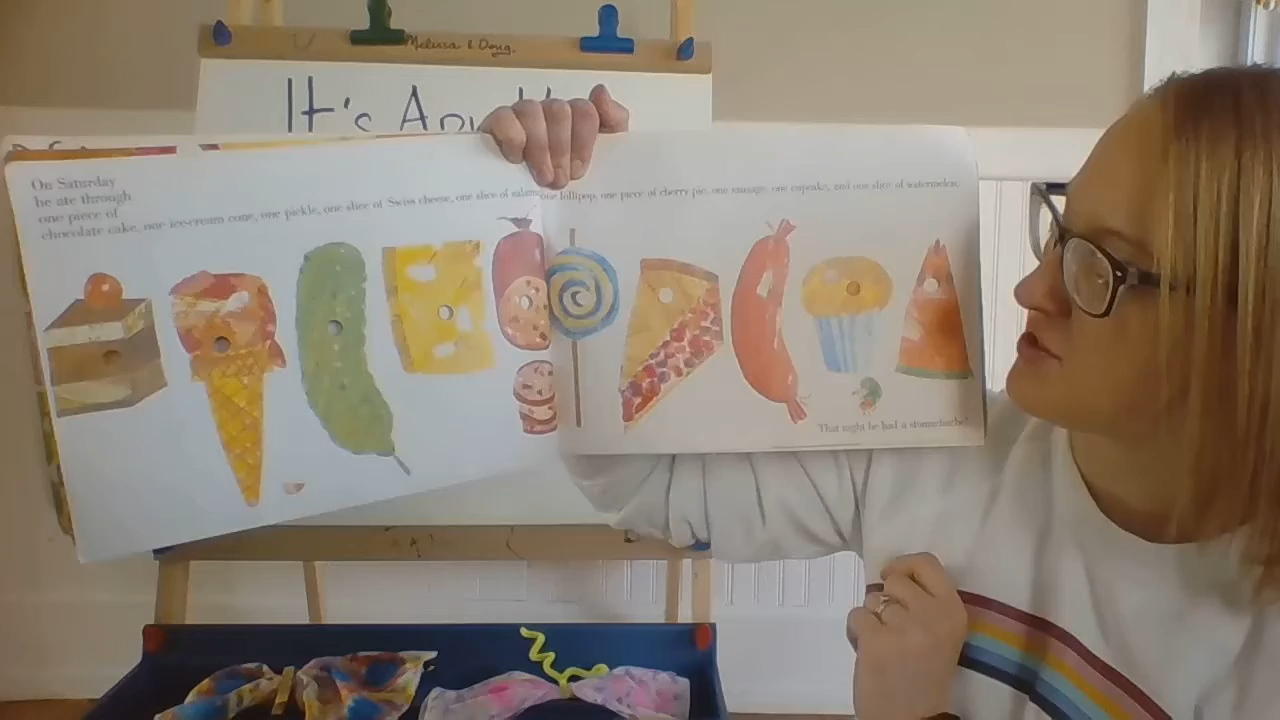 Melissa & Doug.
It's Apr
On Saturday
he ate through
one piece of
chocolate cake, one ice-cream cone, one pickle, one slice of Swiss cheese, one slice of salami, one lollipop, one piece of cherry pie, one sausage, one cupcake, and one slice of watermelon.
That night he had a stomachache!